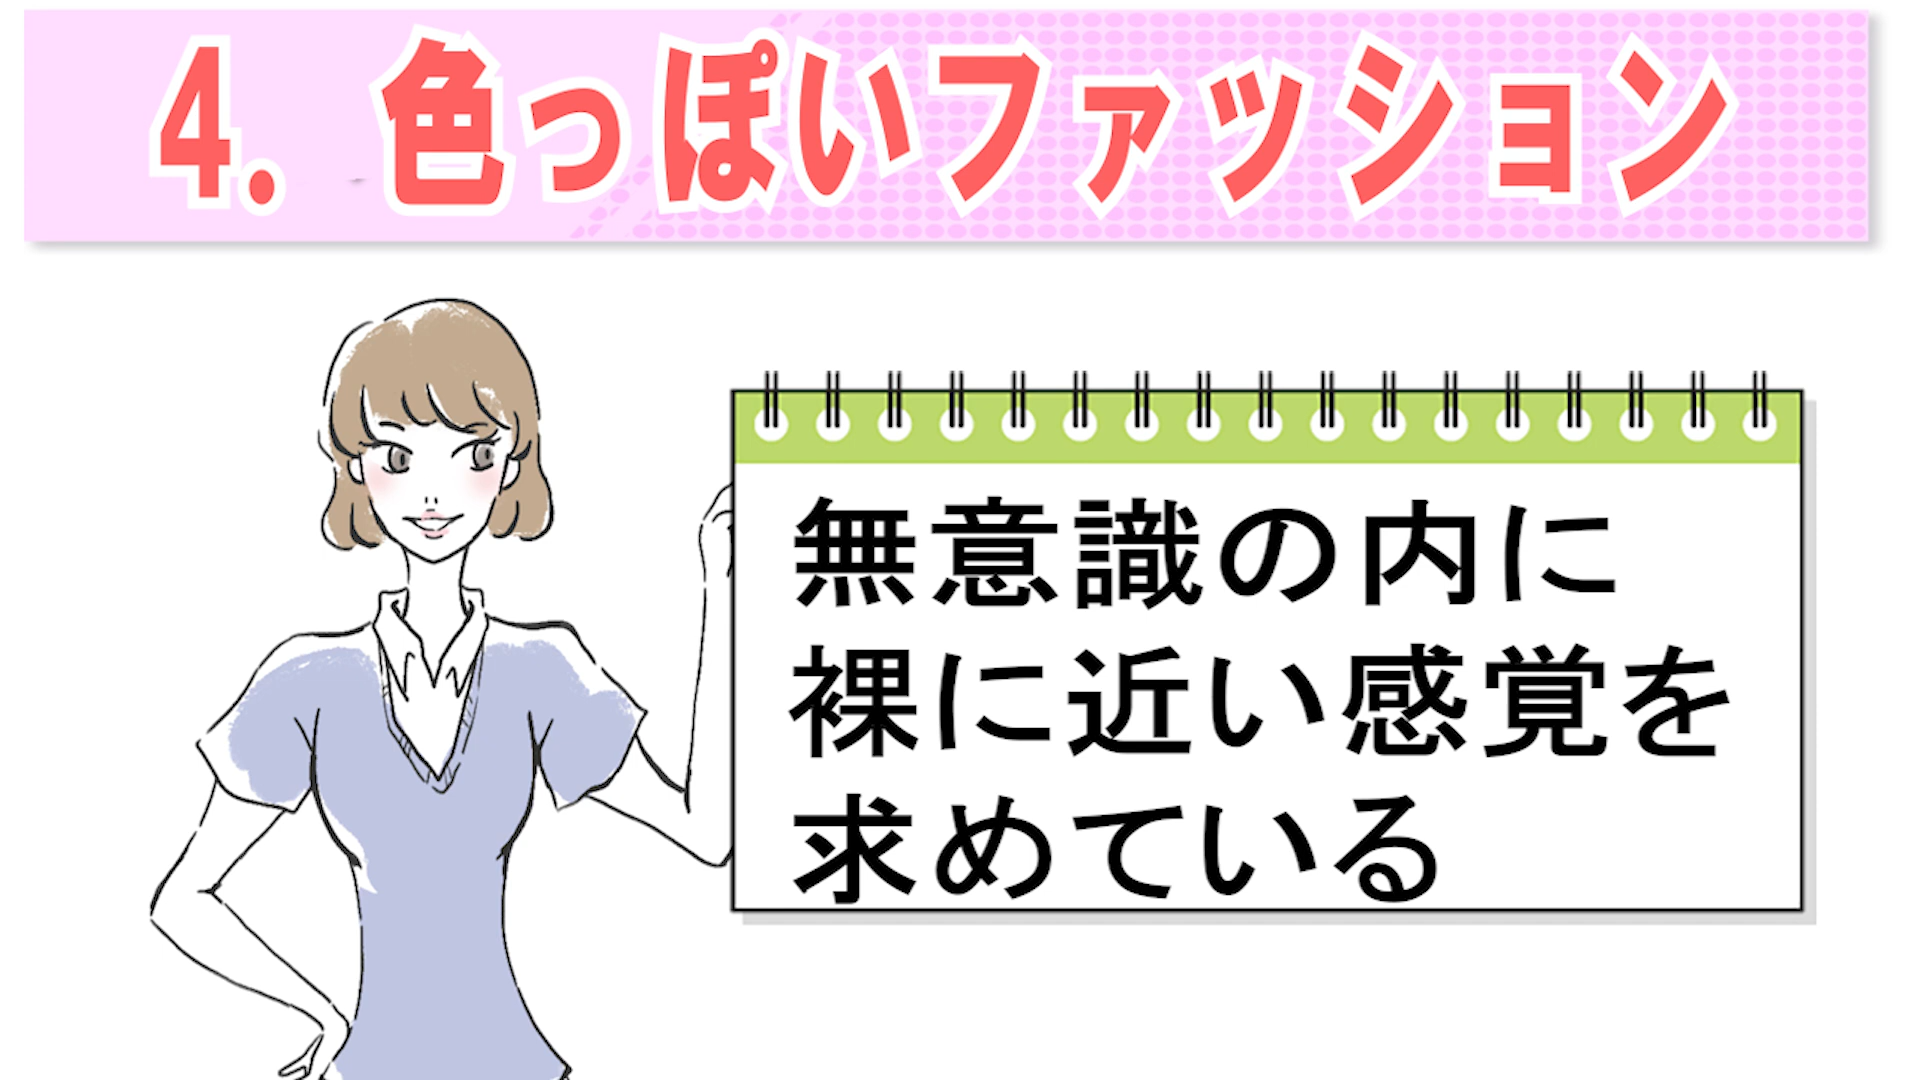 4. 色っぽいファッション
無意識の内に
裸に近い感覚を
求めている